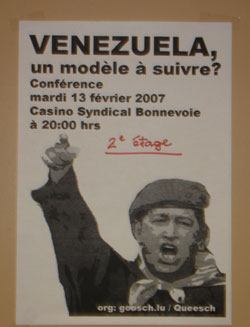 VENEZUELA,
un modèle à suivre?
Conférence
mardi 13 février 2007
Casino Syndical Bonnevoie
à 20:00 hrs
2e étage
org: goosch.lu / Queesch